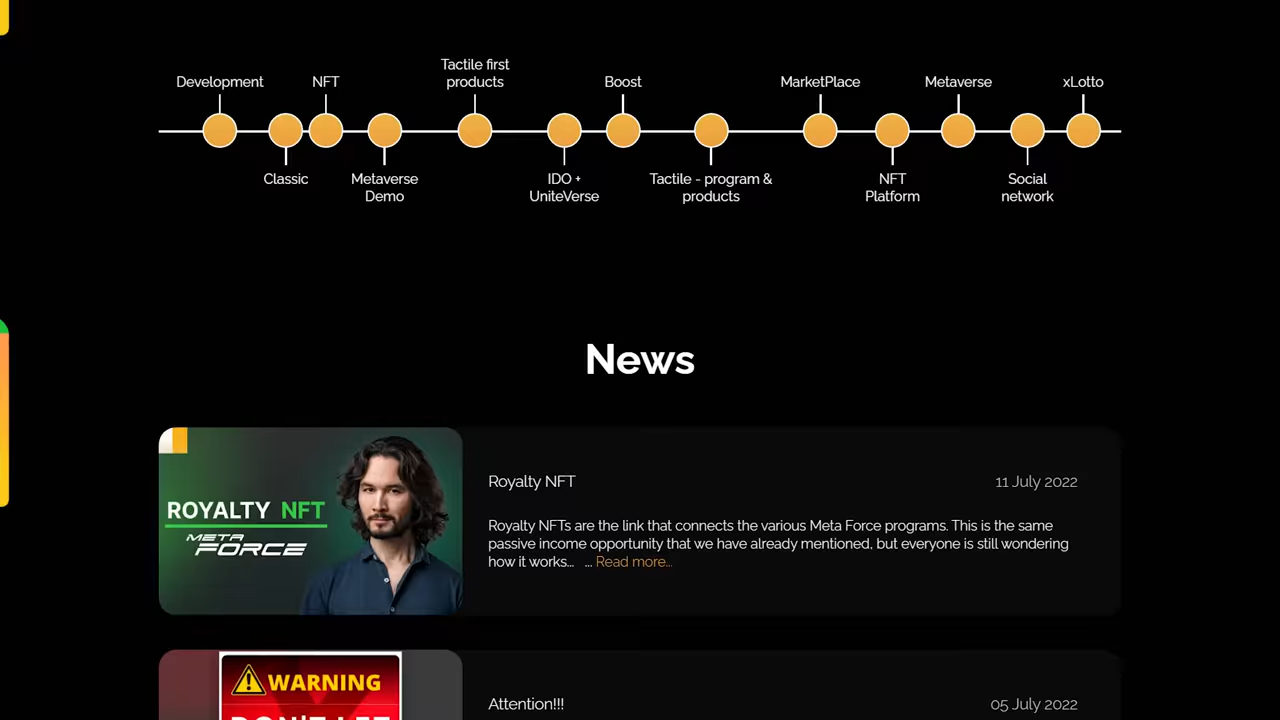 Tactile first
Development NFT products Boost MarketPlace Metaverse xLotto
Classic Metaverse IDO + Tactile - program & NFT Social
Demo UniteVerse products Platform network
News
ROYALTY NFT
META
FORCE
Royalty NFT 11 July 2022
Royalty NFTs are the link that connects the various Meta Force programs. This is the same
passive income opportunity that we have already mentioned, but everyone is still wondering
how it works... ... Read more...
WARNING
Attention!!! 05 July 2022